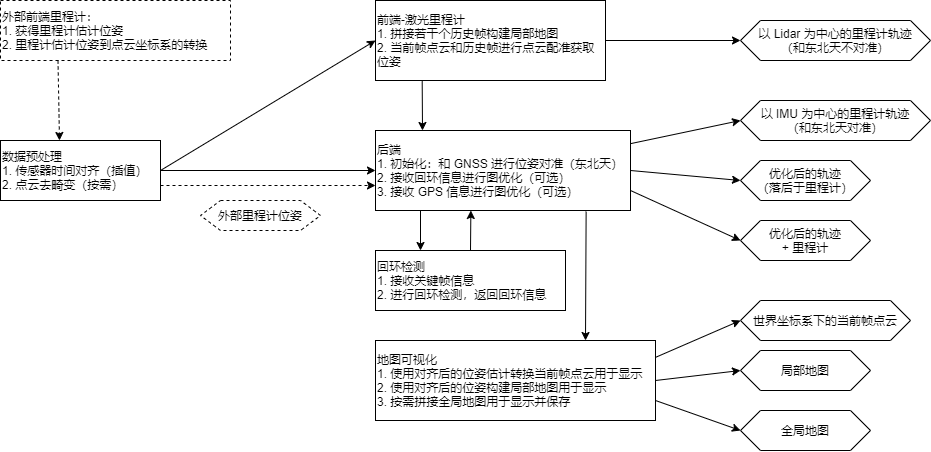 外部前端里程计：
1. 获得里程计估计位姿
2. 里程计估计位姿到点云坐标系的转换
数据预处理
1. 传感器时间对齐（插值）
2. 点云去畸变（按需）
外部里程计位姿
前端-激光里程计
1. 拼接若干个历史帧构建局部地图
2. 当前帧点云和历史帧进行点云配准获取
位姿
后端
1. 初始化：和 GNSS 进行位姿对准（东北天）
2. 接收回环信息进行图优化（可选）
3. 接收 GPS 信息进行图优化（可选）
回环检测
1. 接收关键帧信息
2. 进行回环检测，返回回环信息
地图可视化
1. 使用对齐后的位姿估计转换当前帧点云用于显示
2. 使用对齐后的位姿构建局部地图用于显示
3. 按需拼接全局地图用于显示并保存
以 Lidar 为中心的里程计轨迹
（和东北天不对准）
以 IMU 为中心的里程计轨迹
（和东北天对准）
优化后的轨迹
(落后于里程计)
优化后的轨迹
+ 里程计
世界坐标系下的当前帧点云
局部地图
全局地图